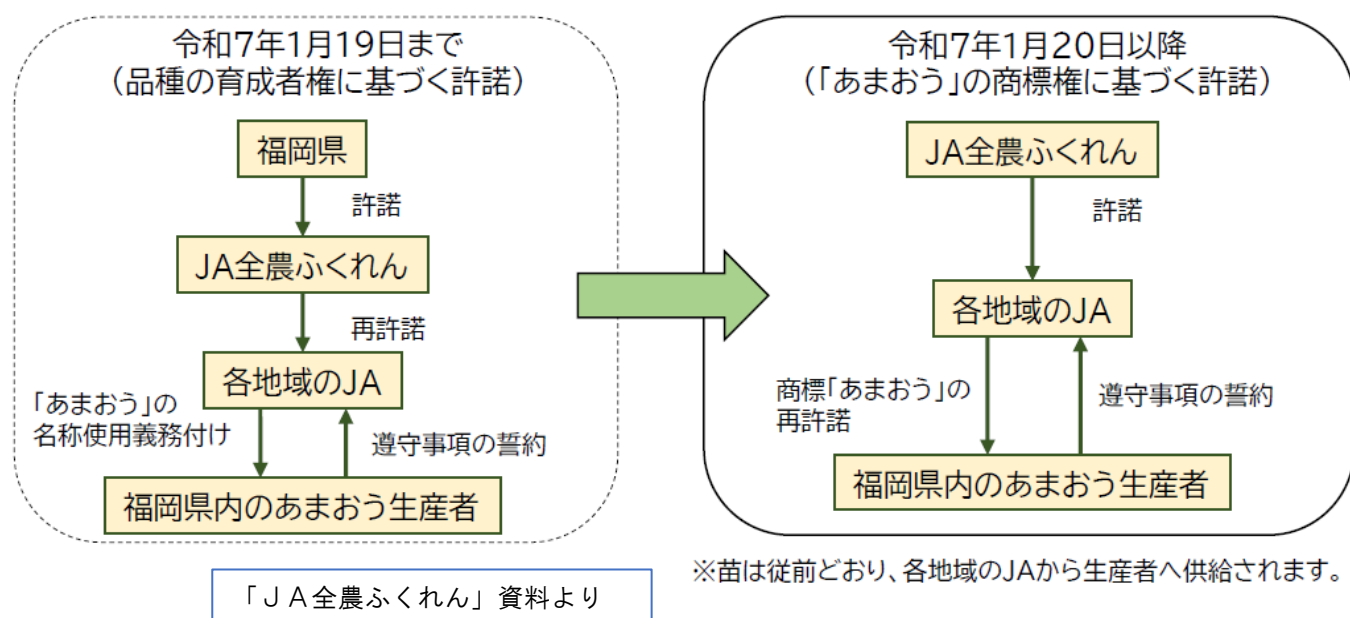 令和7年1月19日まで
(品種の育成者権に基づく許諾)
福岡県
許諾
JA全農ふくれん
再許諾
各地域のJA
「あまおう」の
名称使用義務付け
遵守事項の誓約
福岡県内のあまおう生産者
「ＪＡ全農ふくれん」資料より
令和7年1月20日以降
(「あまおう」の商標権に基づく許諾)
JA全農ふくれん
許諾
各地域のJA
商標「あまおう」の
再許諾
遵守事項の誓約
福岡県内のあまおう生産者
※苗は従前どおり、各地域のJAから生産者へ供給されます。